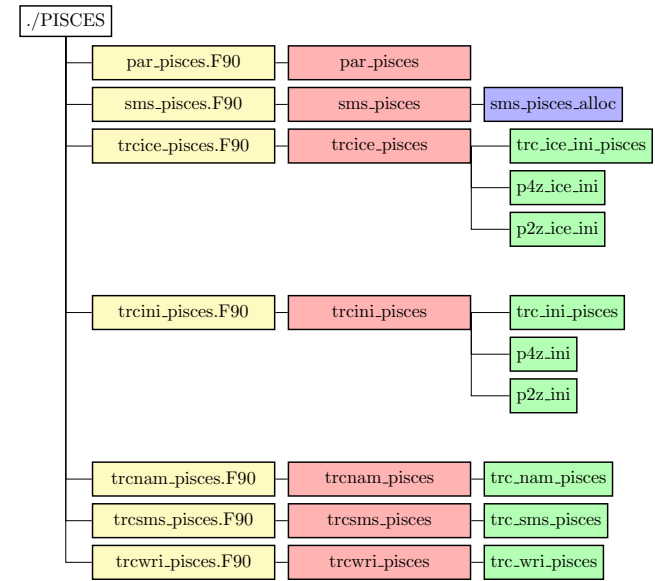 ./PISCES
par_pisces.F90 par_pisces
sms_pisces.F90 sms_pisces sms_pisces_alloc
trcice_pisces.F90 trcice_pisces trc_ice_ini_pisces
p4z_ice_ini
p2z_ice_ini
trcini_pisces.F90 trcini_pisces trc_ini_pisces
p4z_ini
p2z_ini
trcnam_pisces.F90 trcnam_pisces trc_nam_pisces
trcsms_pisces.F90 trcsms_pisces trc_sms_pisces
trcwri_pisces.F90 trcwri_pisces trc_wri_pisces